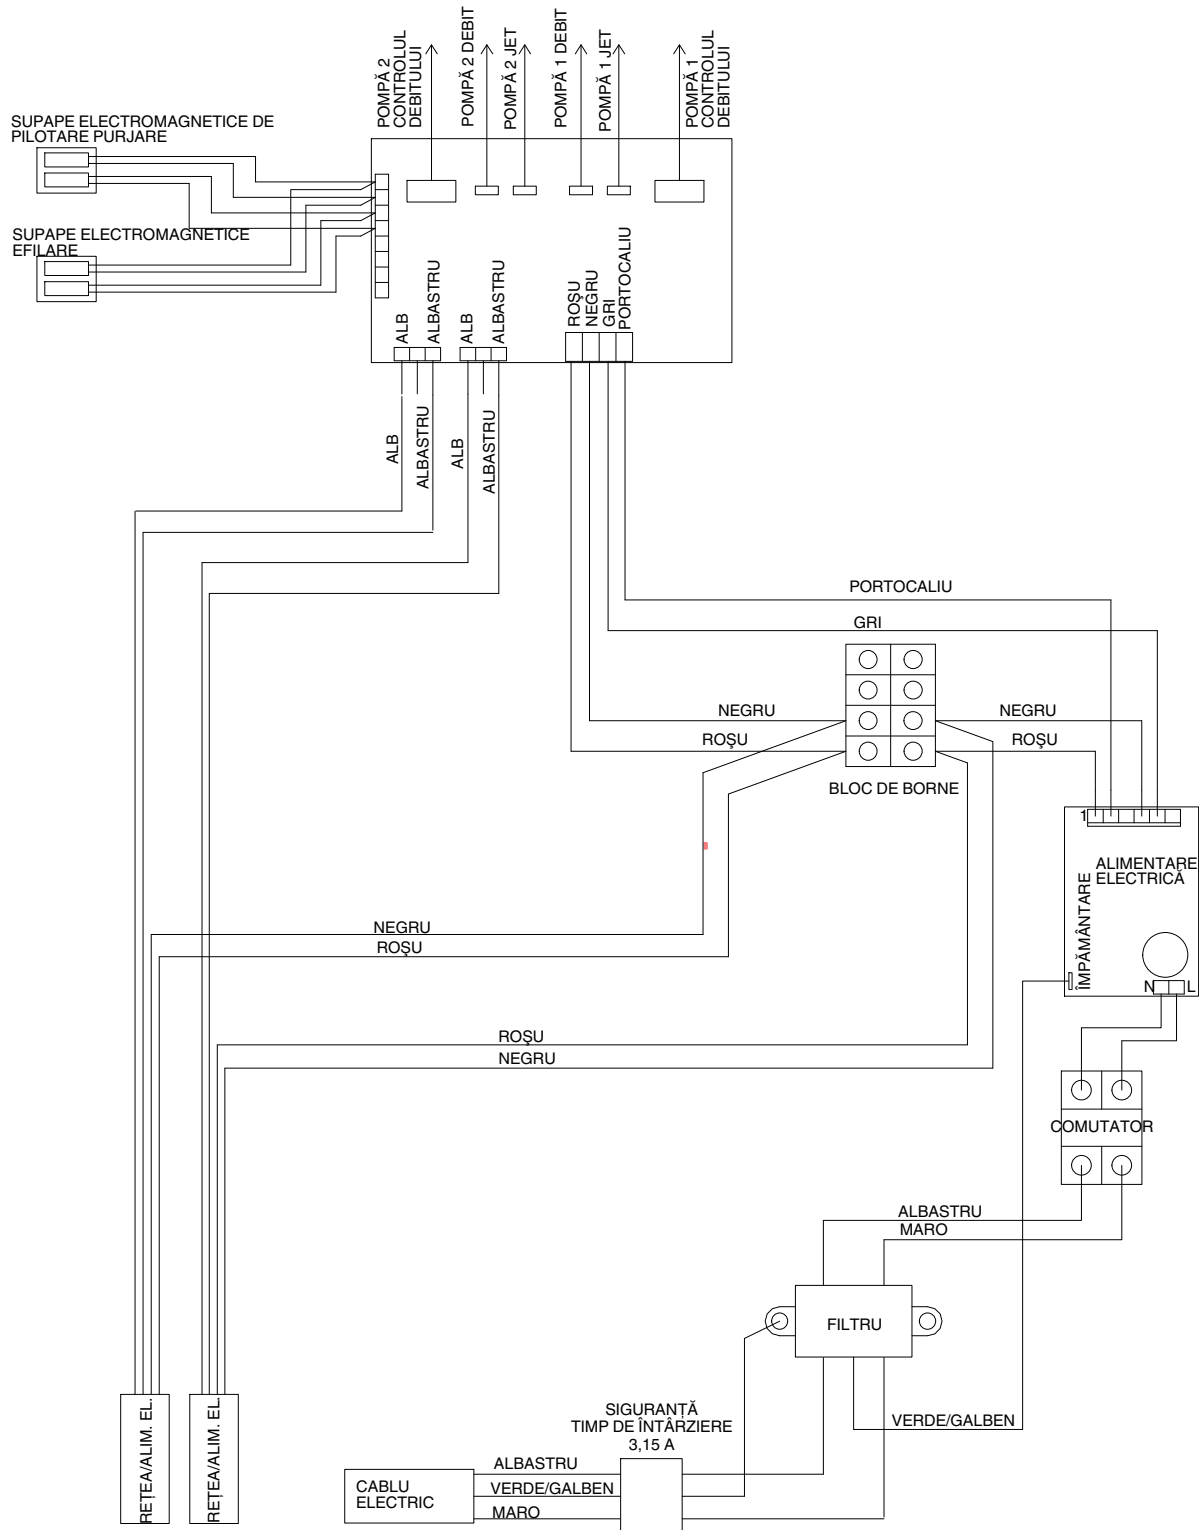 POMPĂ 2
CONTROLUL
DEBITULUI
POMPĂ 2 DEBIT
POMPĂ 2 JET
POMPĂ 1 DEBIT
POMPĂ 1 JET
POMPĂ 1
CONTROLUL
DEBITULUI
SUPAPE ELECTROMAGNETICE DE
PILOTARE PURJARE
SUPAPE ELECTROMAGNETICE
EFILARE
ALB
ALBASTRU
ALB
ALBASTRU
ROŞU
NEGRU
GRI
PORTOCALIU
ALB
ALBASTRU
ALB
ALBASTRU
PORTOCALIU
GRI
NEGRU
NEGRU
ROŞU
ROŞU
BLOC DE BORNE
1
ALIMENTARE
ELECTRICĂ
ÎMPĂMÂNTARE
N
L
NEGRU
ROŞU
ROŞU
NEGRU
COMUTATOR
ALBASTRU
MARO
FILTRU
VERDE/GALBEN
SIGURANȚĂ
TIMP DE ÎNTÂRZIERE
3,15 A
REȚEA/ALIM. EL.
REȚEA/ALIM. EL.
CABLU
ELECTRIC
ALBASTRU
VERDE/GALBEN
MARO